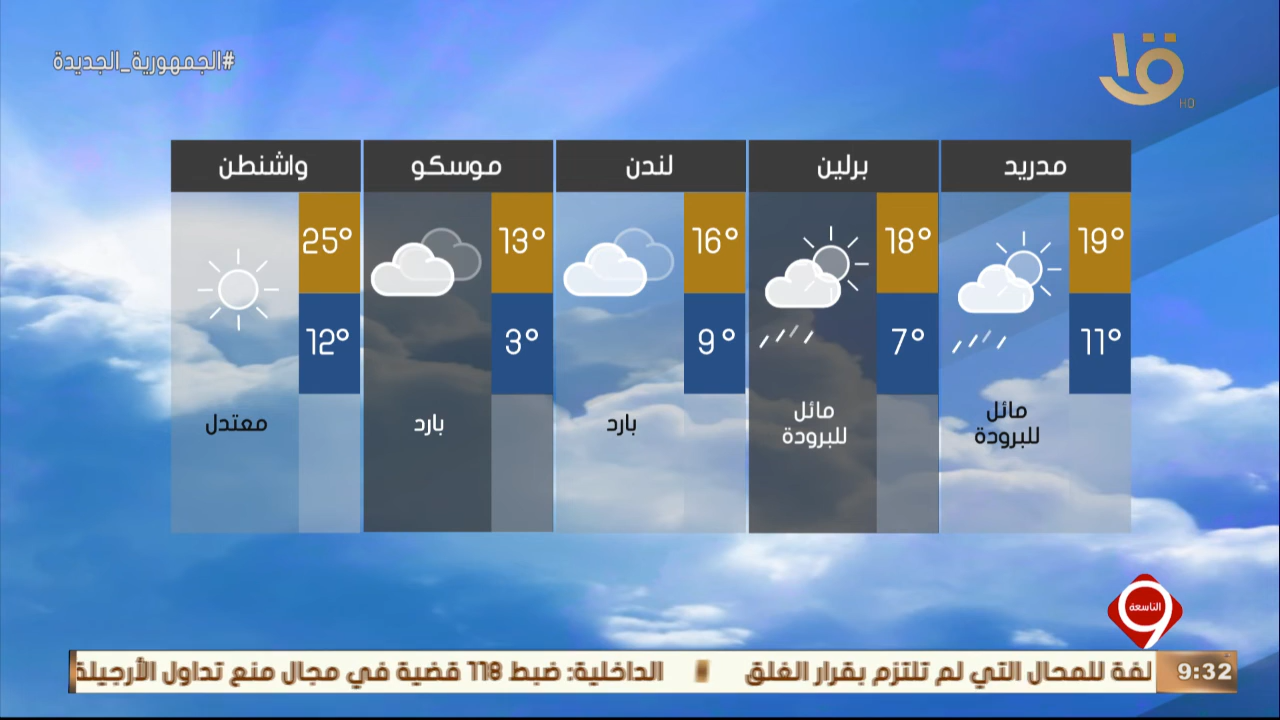 #الجمهورية_الجديدة
ق١
HD
مدريد
19°
11°
مائل
للبرودة
برلين
18°
7°
مائل
للبرودة
لندن
16°
9°
بارد
موسكو
13°
3°
بارد
واشنطن
25°
12°
معتدل
9
التاسعة
9:32
لفة للمحال التي لم تلتزم بقرار الغلق
الداخلية: ضبط 118 قضية في مجال منع تداول الأرجيلة